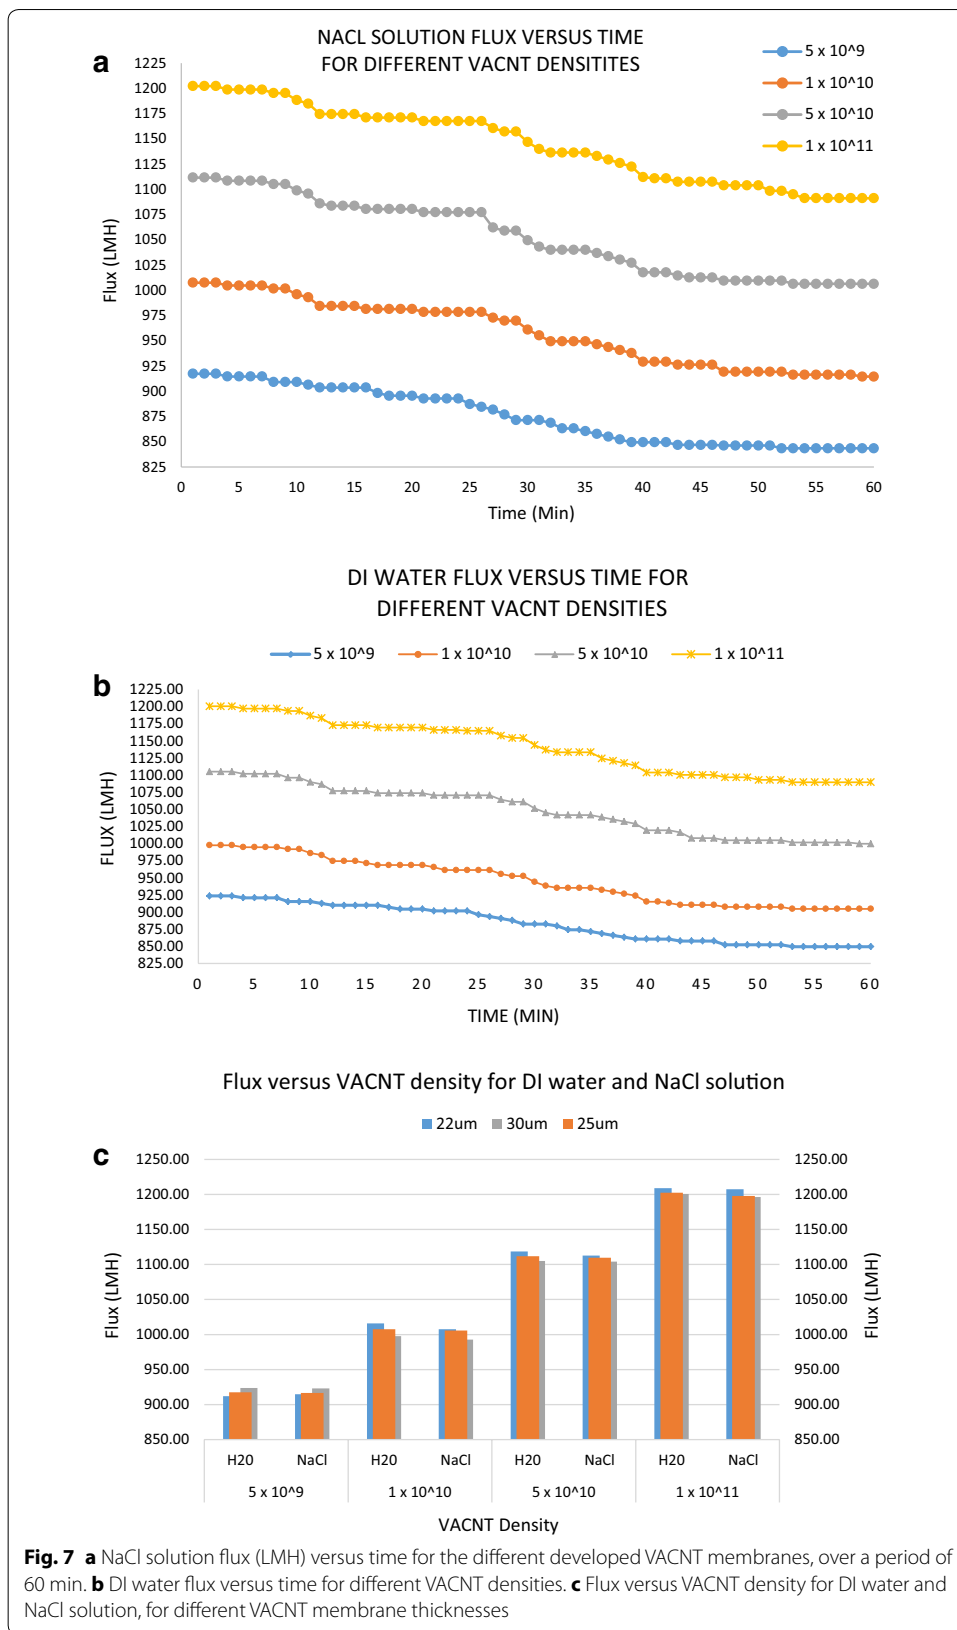 a
NACL SOLUTION FLUX VERSUS TIME
FOR DIFFERENT VACNT DENSITITES
5 x 10^9
1 x 10^10
5 x 10^10
1 x 10^11
1225
1200
1175
1150
1125
1100
1075
1050
1025
1000
975
950
925
900
875
850
825
Flux (LMH)
0 5 10 15 20 25 30 35 40 45 50 55 60
Time (Min)
DI WATER FLUX VERSUS TIME FOR
DIFFERENT VACNT DENSITIES
5 x 10^9 1 x 10^10 5 x 10^10 1 x 10^11
b
1225.00
1200.00
1175.00
1150.00
1125.00
1100.00
1075.00
1050.00
1025.00
1000.00
975.00
950.00
925.00
900.00
875.00
850.00
825.00
FLUX (LMH)
0 5 10 15 20 25 30 35 40 45 50 55 60
TIME (MIN)
Flux versus VACNT density for DI water and NaCl solution
22um 30um 25um
c
1250.00
1200.00
1150.00
1100.00
1050.00
1000.00
950.00
900.00
850.00
Flux (LMH)
1250.00
1200.00
1150.00
1100.00
1050.00
1000.00
950.00
900.00
850.00
Flux (LMH)
H20 NaCl H20 NaCl H20 NaCl H20 NaCl
5 x 10^9 1 x 10^10 5 x 10^10 1 x 10^11
VACNT Density
Fig. 7 a NaCl solution flux (LMH) versus time for the different developed VACNT membranes, over a period of
60 min. b DI water flux versus time for different VACNT densities. c Flux versus VACNT density for DI water and
NaCl solution, for different VACNT membrane thicknesses